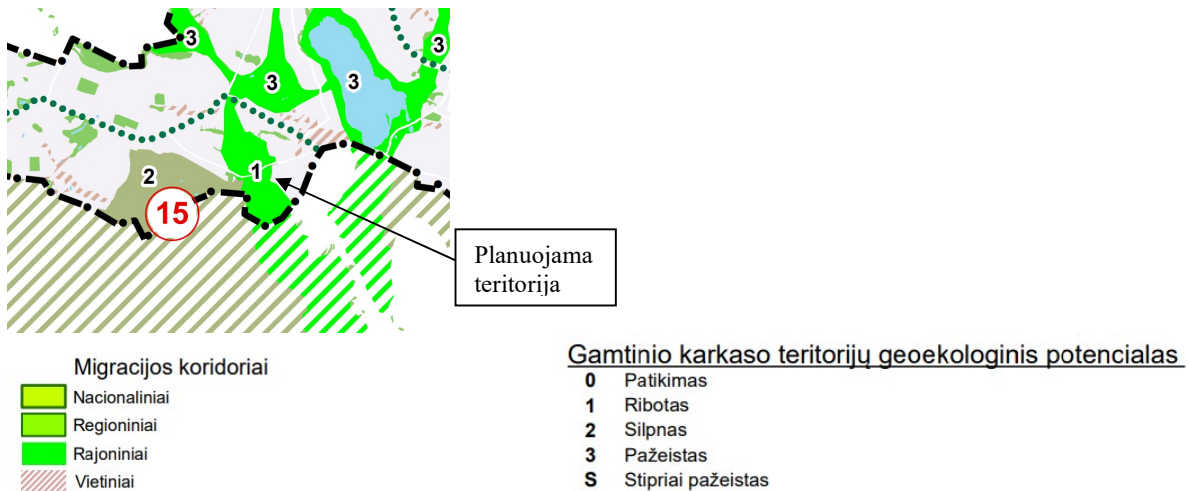 3
3
3
3
1
2
15
Planuojama
teritorija
Migracijos koridoriai
Nacionaliniai
Regioniniai
Rajoniniai
Vietiniai
Gamtinio karkaso teritorijų geoekologinis potencialas
0 Patikimas
1 Ribotas
2 Silpnas
3 Pažeistas
S Stipriai pažeistas